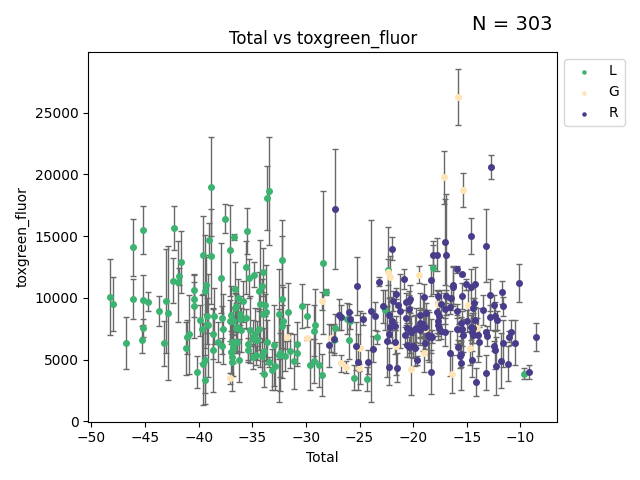 N = 303
Total vs toxgreen_fluor
L
G
R
toxgreen_fluor
25000
20000
15000
10000
5000
0
−50 −45 −40 −35 −30 −25 −20 −15 −10
Total